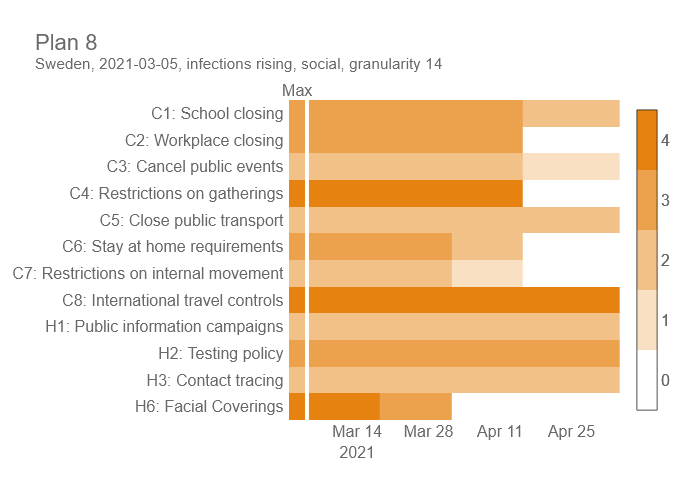 Plan 8
Sweden, 2021-03-05, infections rising, social, granularity 14
Max
C1: School closing
C2: Workplace closing
C3: Cancel public events
C4: Restrictions on gatherings
C5: Close public transport
C6: Stay at home requirements
C7: Restrictions on internal movement
C8: International travel controls
H1: Public information campaigns
H2: Testing policy
H3: Contact tracing
H6: Facial Coverings
Mar 14 Mar 28 Apr 11 Apr 25
2021
4
3
2
1
0